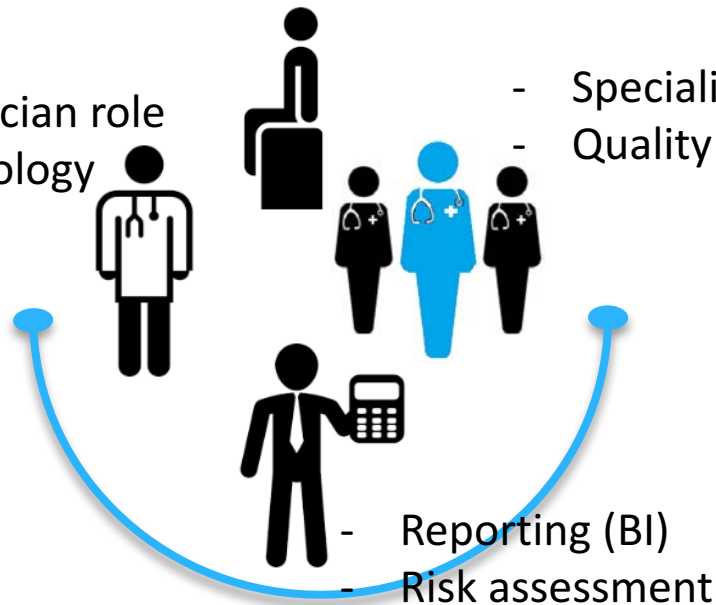 cian role
ology
- Speciali
- Quality
- Reporting (BI)
- Risk assessment